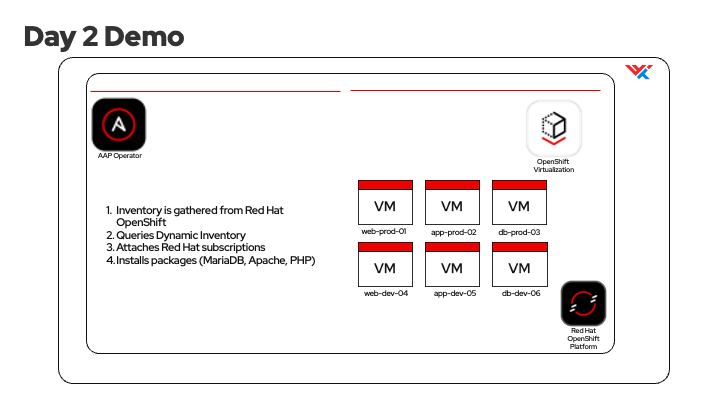 Day 2 Demo
AAP Operator
OpenShift
Virtualization
1. Inventory is gathered from Red Hat
OpenShift
2. Queries Dynamic Inventory
3. Attaches Red Hat subscriptions
4. Installs packages (MariaDB, Apache, PHP)
VM VM VM
web-prod-01 app-prod-02 db-prod-03
VM VM VM
web-dev-04 app-dev-05 db-dev-06
Red Hat
OpenShift
Platform